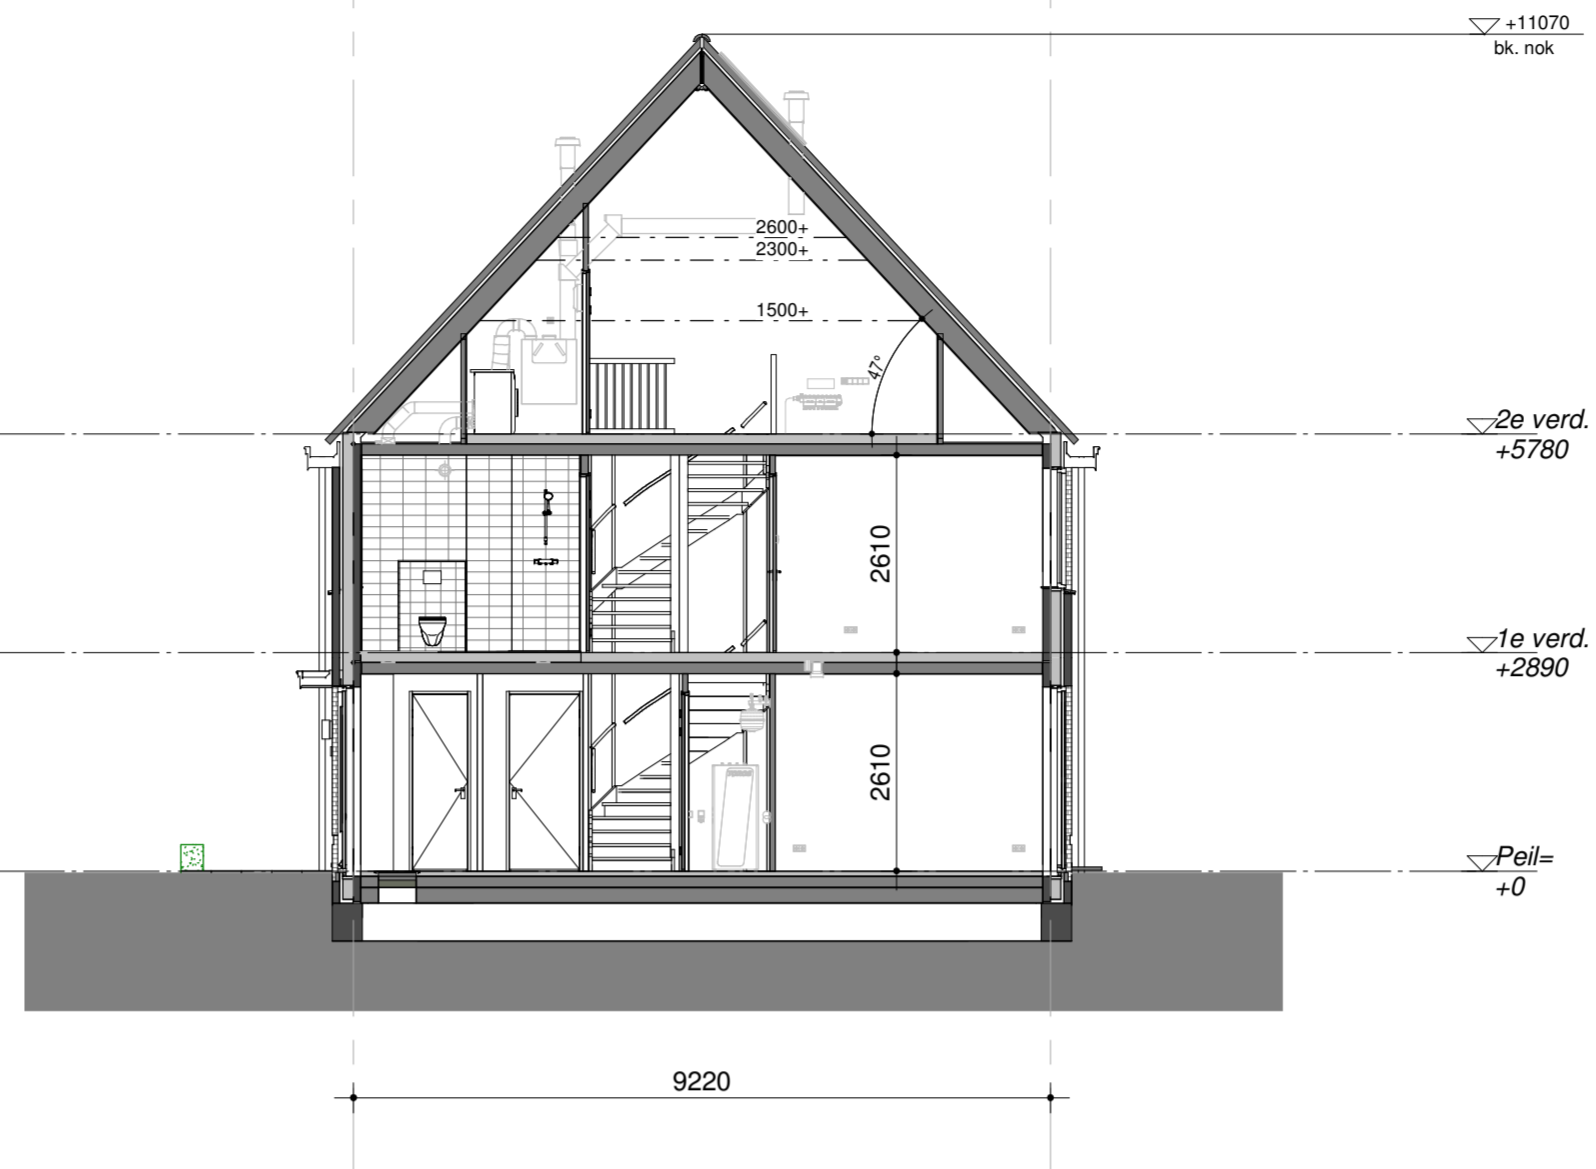 +11070
bk. nok
2600+
2300+
1500+
47°
2e verd.
+5780
2610
1e verd.
+2890
2610
Peil=
+0
9220